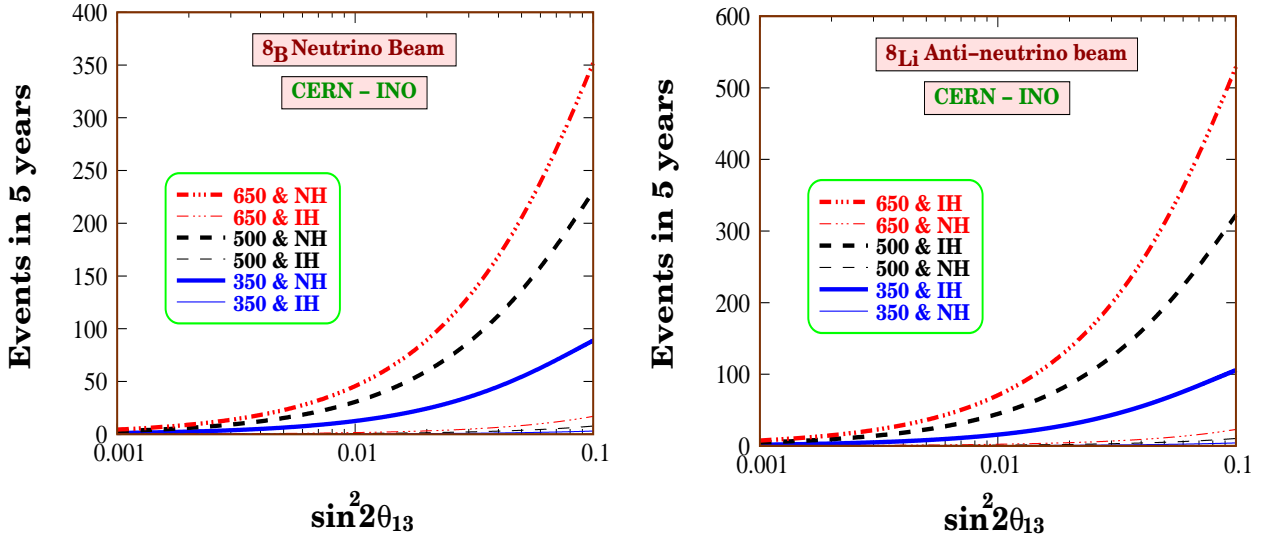 400
350
300
250
200
150
100
50
0
0.001
0.01
0.1
Events in 5 years
sin²2θ₁₃
8B Neutrino Beam
CERN – INO
650 & NH
650 & IH
500 & NH
500 & IH
350 & NH
350 & IH
600
500
400
300
200
100
0
0.001
0.01
0.1
Events in 5 years
sin²2θ₁₃
8Li Anti–neutrino beam
CERN – INO
650 & IH
650 & NH
500 & IH
500 & NH
350 & IH
350 & NH